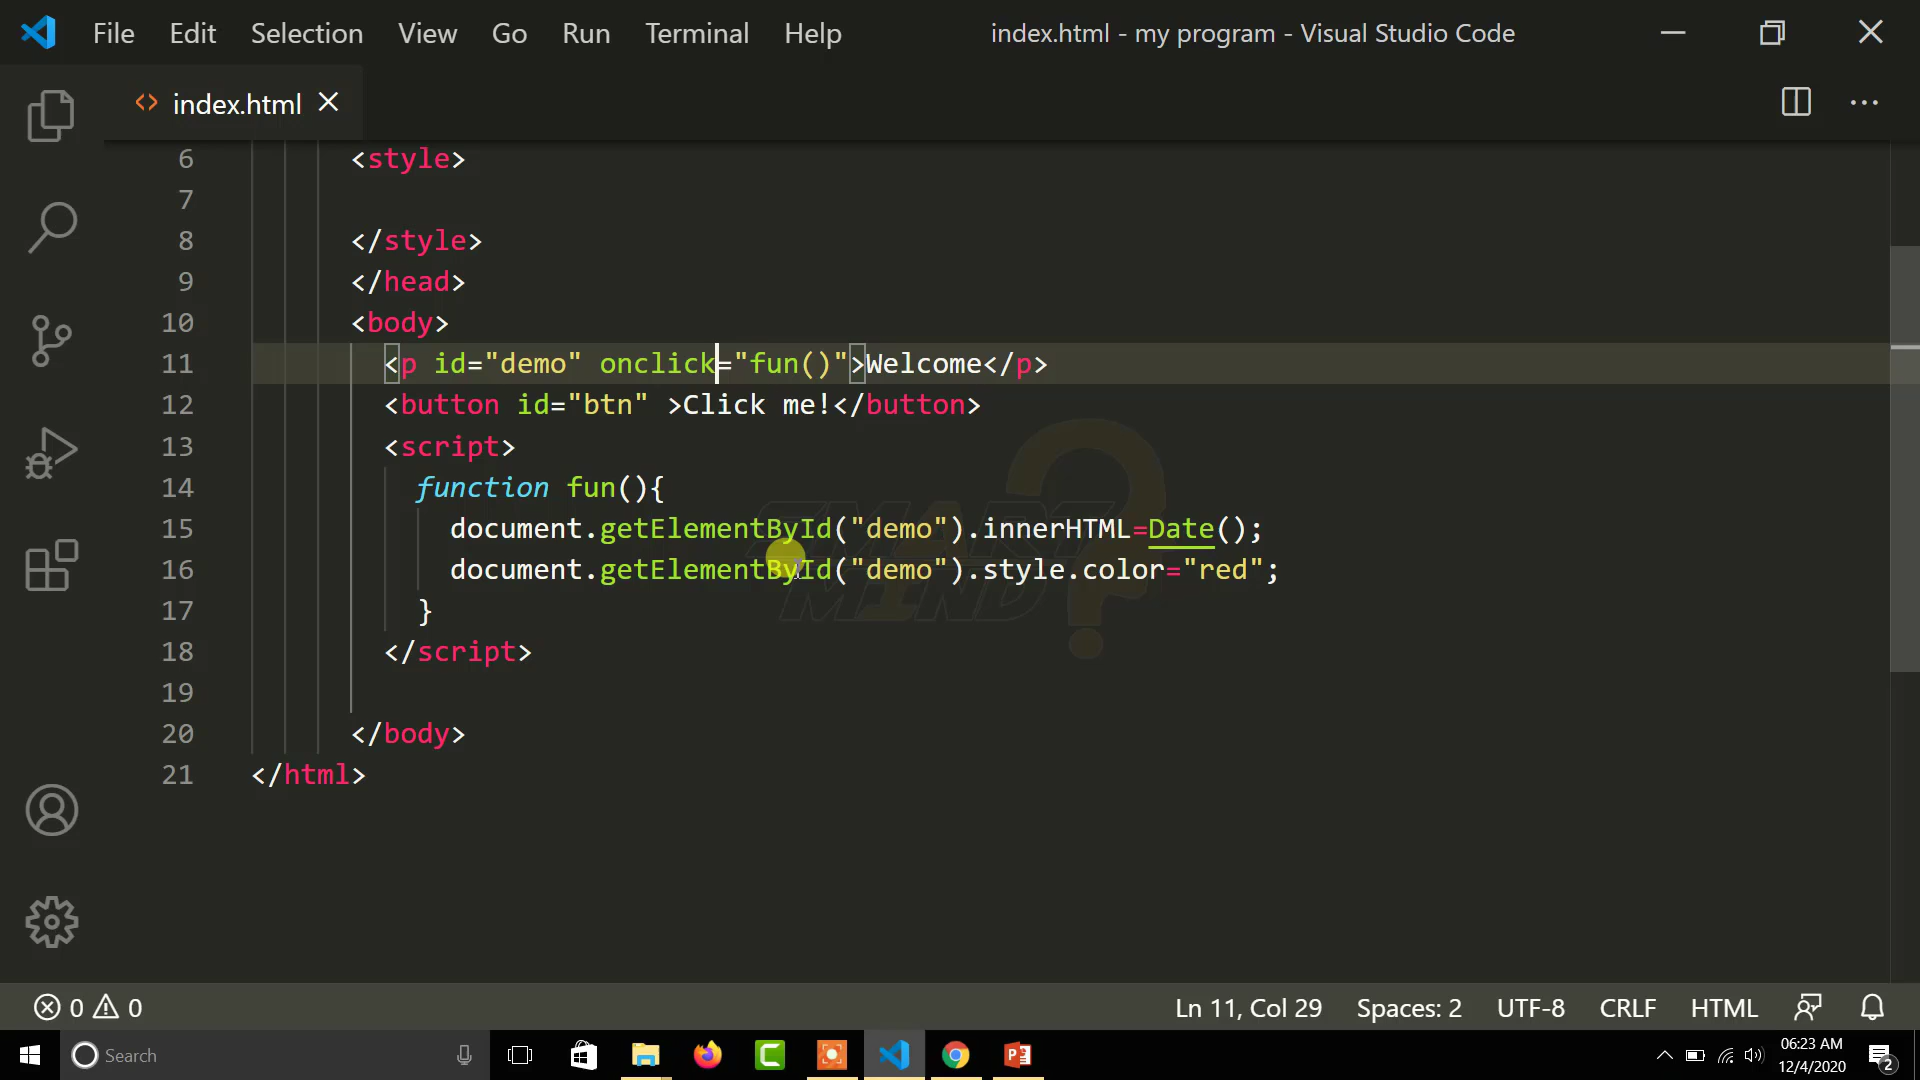 File Edit Selection View Go Run Terminal Help index.html - my program - Visual Studio Code
index.html
6 <style>
7
8 </style>
9 </head>
10 <body>
11 <p id="demo" onclick="fun()">Welcome</p>
12 <button id="btn" >Click me!</button>
13 <script>
14 function fun(){
15 document.getElementById("demo").innerHTML=Date();
16 document.getElementById("demo").style.color="red";
17 }
18 </script>
19
20 </body>
21 </html>
SMART
MIND
0 0 Ln 11, Col 29 Spaces: 2 UTF-8 CRLF HTML
Search
06:23 AM
12/4/2020
2